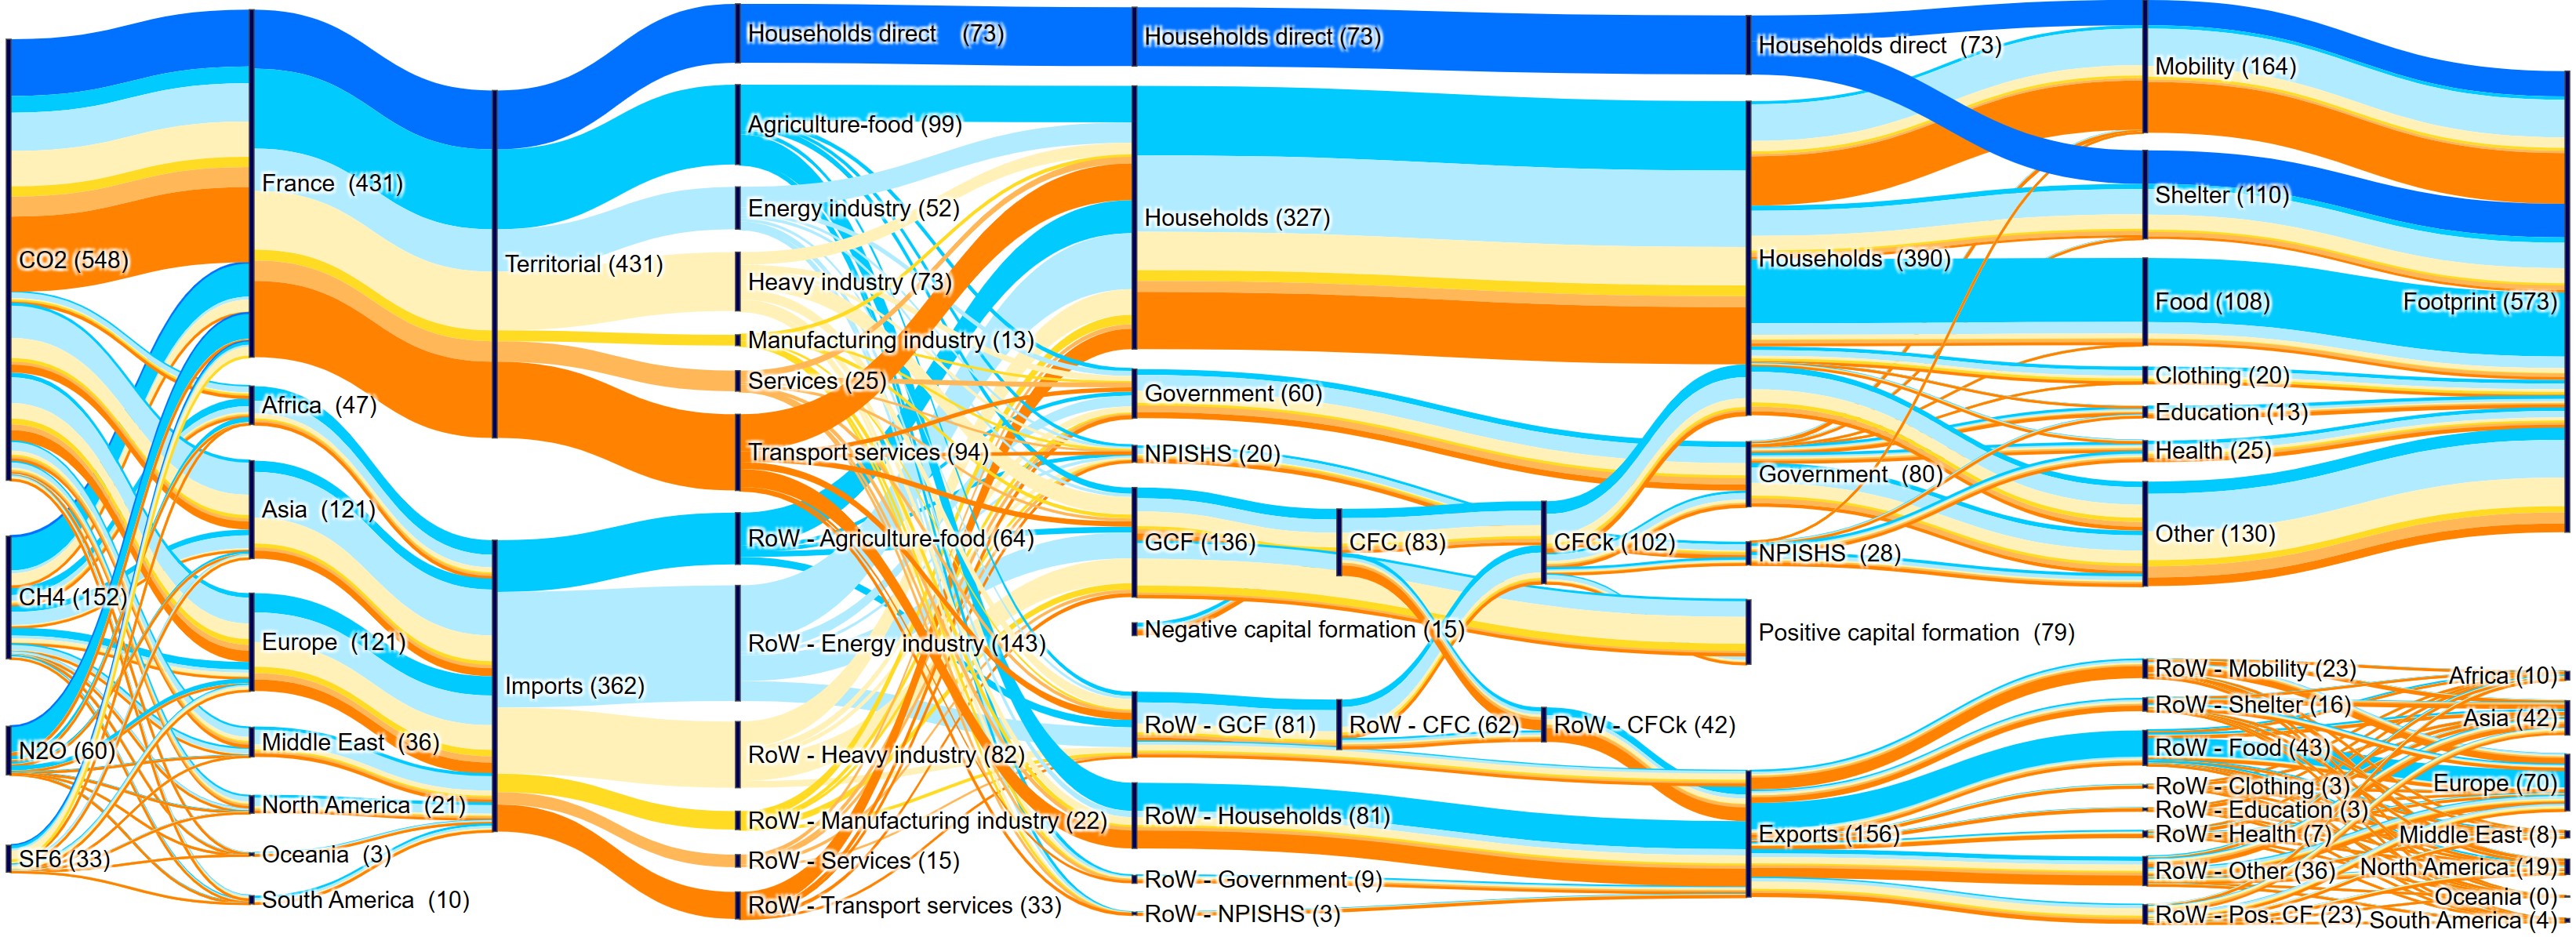 CO2 (548)
CH4 (152)
N2O (60)
SF6 (33)
France (431)
Africa (47)
Asia (121)
Europe (121)
Middle East (36)
North America (21)
Oceania (3)
South America (10)
Territorial (431)
Imports (362)
Households direct (73)
Agriculture-food (99)
Energy industry (52)
Heavy industry (73)
Manufacturing industry (13)
Services (25)
Transport services (94)
RoW - Agriculture-food (64)
RoW - Energy industry (143)
RoW - Heavy industry (82)
RoW - Manufacturing industry (22)
RoW - Services (15)
RoW - Transport services (33)
Households direct (73)
Households (327)
Government (60)
NPISHS (20)
GCF (136)
Negative capital formation (15)
RoW - GCF (81)
RoW - Households (81)
RoW - Government (9)
RoW - NPISHS (3)
CFC (83)
RoW - CFC (62)
CFCk (102)
RoW - CFCk (42)
Households direct (73)
Households (390)
Government (80)
NPISHS (28)
Positive capital formation (79)
Exports (156)
Mobility (164)
Shelter (110)
Food (108)
Clothing (20)
Education (13)
Health (25)
Other (130)
RoW - Mobility (23)
RoW - Shelter (16)
RoW - Food (43)
RoW - Clothing (3)
RoW - Education (3)
RoW - Health (7)
RoW - Other (36)
RoW - Pos. CF (23)
Footprint (573)
Africa (10)
Asia (42)
Europe (70)
Middle East (8)
North America (19)
Oceania (0)
South America (4)